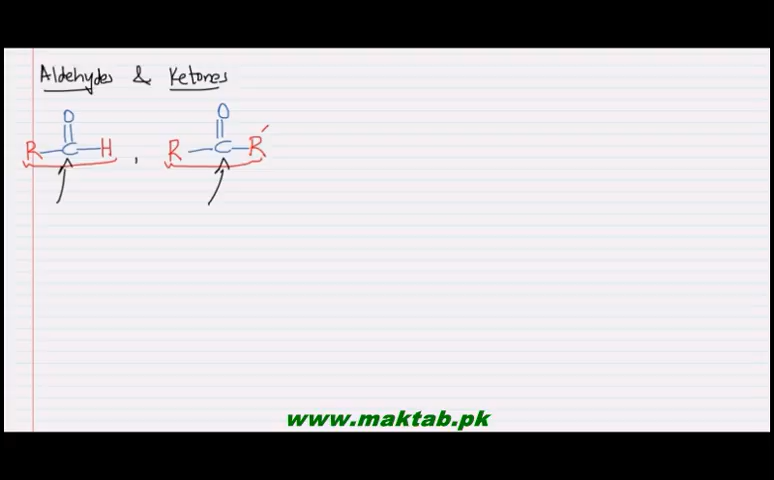 Aldehydes & Ketones
O O
R-C-H , R-C-R'
www.maktab.pk